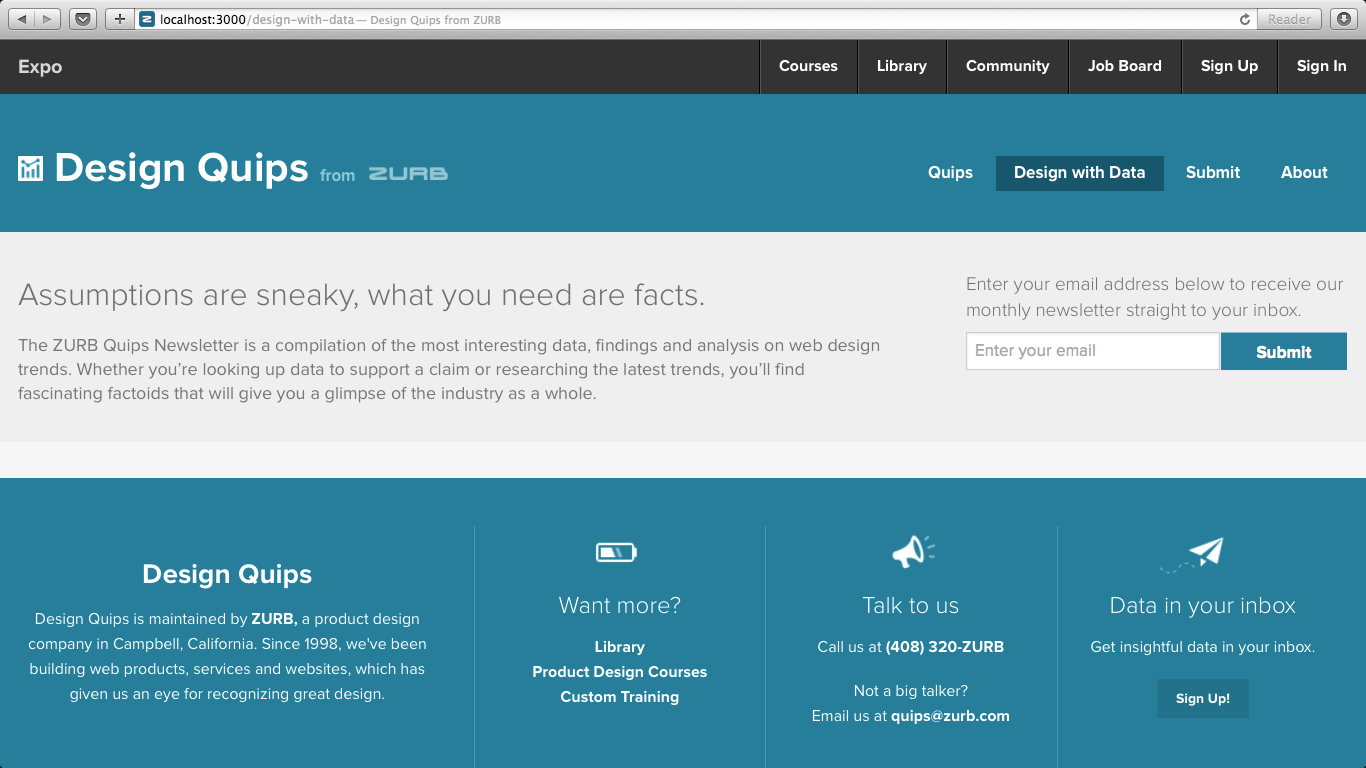 localhost:3000/design-with-data — Design Quips from ZURB
Reader
Expo
Courses
Library
Community
Job Board
Sign Up
Sign In
Design Quips from ZURB
Quips
Design with Data
Submit
About
Assumptions are sneaky, what you need are facts.
The ZURB Quips Newsletter is a compilation of the most interesting data, findings and analysis on web design
trends. Whether you’re looking up data to support a claim or researching the latest trends, you’ll find
fascinating factoids that will give you a glimpse of the industry as a whole.
Enter your email address below to receive our
monthly newsletter straight to your inbox.
Enter your email
Submit
Design Quips
Design Quips is maintained by ZURB, a product design
company in Campbell, California. Since 1998, we've been
building web products, services and websites, which has
given us an eye for recognizing great design.
Want more?
Library
Product Design Courses
Custom Training
Talk to us
Call us at (408) 320-ZURB
Not a big talker?
Email us at quips@zurb.com
Data in your inbox
Get insightful data in your inbox.
Sign Up!